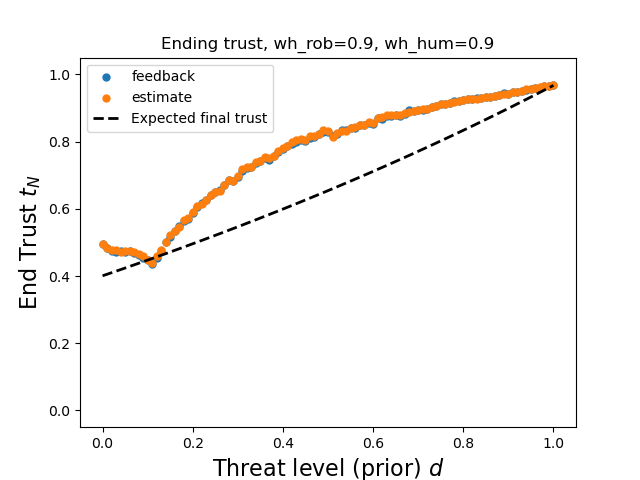 Ending trust, wh_rob=0.9, wh_hum=0.9
feedback
estimate
Expected final trust
End Trust t_N
1.0
0.8
0.6
0.4
0.2
0.0
0.0 0.2 0.4 0.6 0.8 1.0
Threat level (prior) d